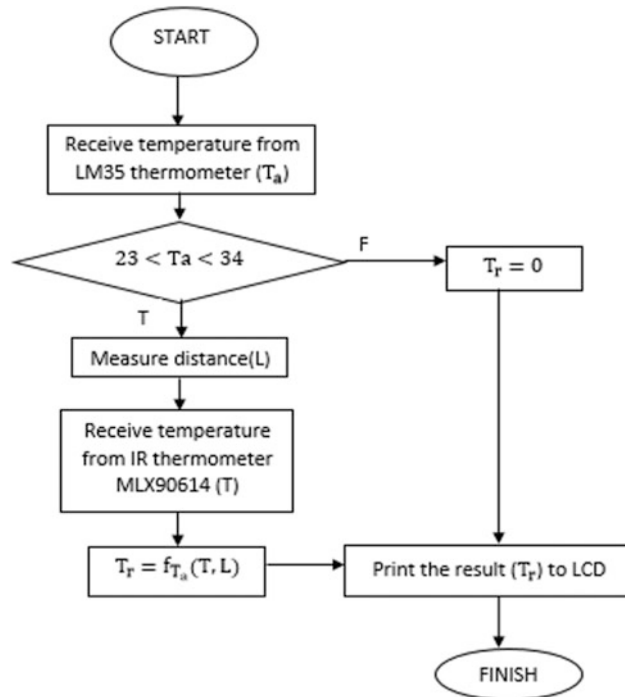 START
Receive temperature from
LM35 thermometer (Tₐ)
23 < Ta < 34
F
Tᵣ = 0
T
Measure distance(L)
Receive temperature
from IR thermometer
MLX90614 (T)
Tᵣ = f_Tₐ(T, L)
Print the result (Tᵣ) to LCD
FINISH